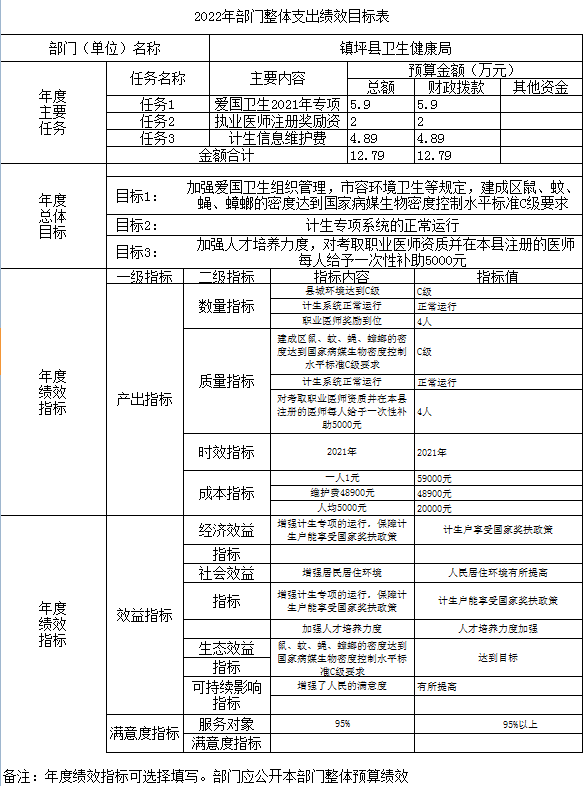 2022年部门整体支出绩效目标表
部门（单位）名称 镇坪县卫生健康局
年度主要任务 任务名称 主要内容 预算金额（万元）
总额 财政拨款 其他资金
任务1 爱国卫生2021年专项 5.9 5.9
任务2 执业医师注册奖励资 2 2
任务3 计生信息维护费 4.89 4.89
金额合计 12.79 12.79
年度总体目标
目标1： 加强爱国卫生组织管理，市容环境卫生等规定，建成区鼠、蚊、
蝇、蟑螂的密度达到国家病媒生物密度控制水平标准C级要求
目标2： 计生专项系统的正常运行
目标3： 加强人才培养力度，对考取职业医师资质并在本县注册的医师
每人给予一次性补助5000元
年度绩效指标 一级指标 二级指标 指标内容 指标值
产出指标 数量指标 县城环境达到C级 C级
计生系统正常运行 正常运行
职业医师奖励到位 4人
质量指标 建成区鼠、蚊、蝇、蟑螂的密
度达到国家病媒生物密度控制
水平标准C级要求 C级
计生系统正常运行 正常运行
对考取职业医师资质并在本县
注册的医师每人给予一次性补
助5000元 4人
时效指标 2021年 2021年
成本指标 一人1元 59000元
维护费48900元 48900元
人均5000元 20000元
年度绩效指标 效益指标 经济效益 增强计生专项的运行，保障计
生户能享受国家奖扶政策 计生户享受国家奖扶政策
指标
社会效益 增强居民居住环境 人民居住环境有所提高
指标 增强计生专项的运行，保障计
生户能享受国家奖扶政策 计生户能享受国家奖扶政策
加强人才培养力度 人才培养力度加强
生态效益
指标 鼠、蚊、蝇、蟑螂的密度达到
国家病媒生物密度控制水平标
准C级要求 达到目标
可持续影响
指标 增强了人民的满意度 有所提高
满意度指标 服务对象 95% 95%以上
满意度指标
备注：年度绩效指标可选择填写。部门应公开本部门整体预算绩效